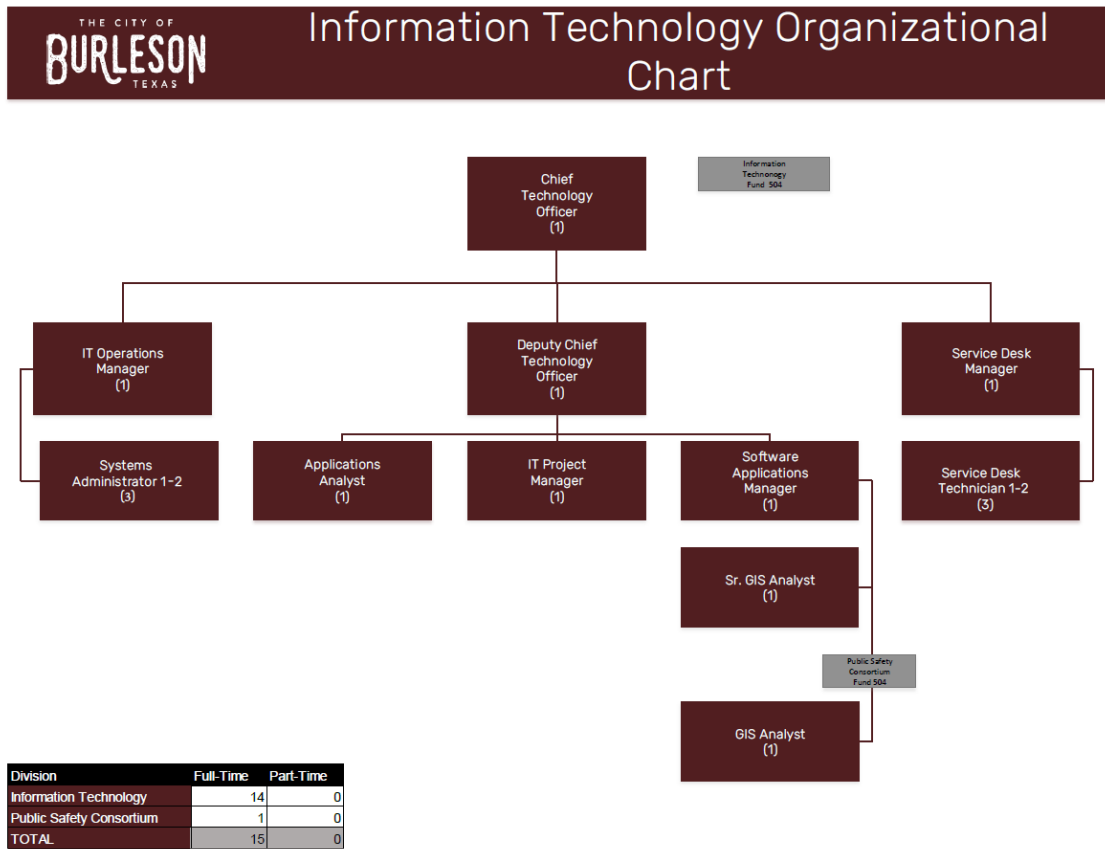 THE CITY OF
BURLESON
TEXAS
Information Technology Organizational
Chart
Chief
Technology
Officer
(1)
Information
Technonogy
Fund 504
IT Operations
Manager
(1)
Deputy Chief
Technology
Officer
(1)
Service Desk
Manager
(1)
Systems
Administrator 1-2
(3)
Applications
Analyst
(1)
IT Project
Manager
(1)
Software
Applications
Manager
(1)
Service Desk
Technician 1-2
(3)
Sr. GIS Analyst
(1)
Public Safety
Consortium
Fund 504
GIS Analyst
(1)
Division Full-Time Part-Time
Information Technology 14 0
Public Safety Consortium 1 0
TOTAL 15 0